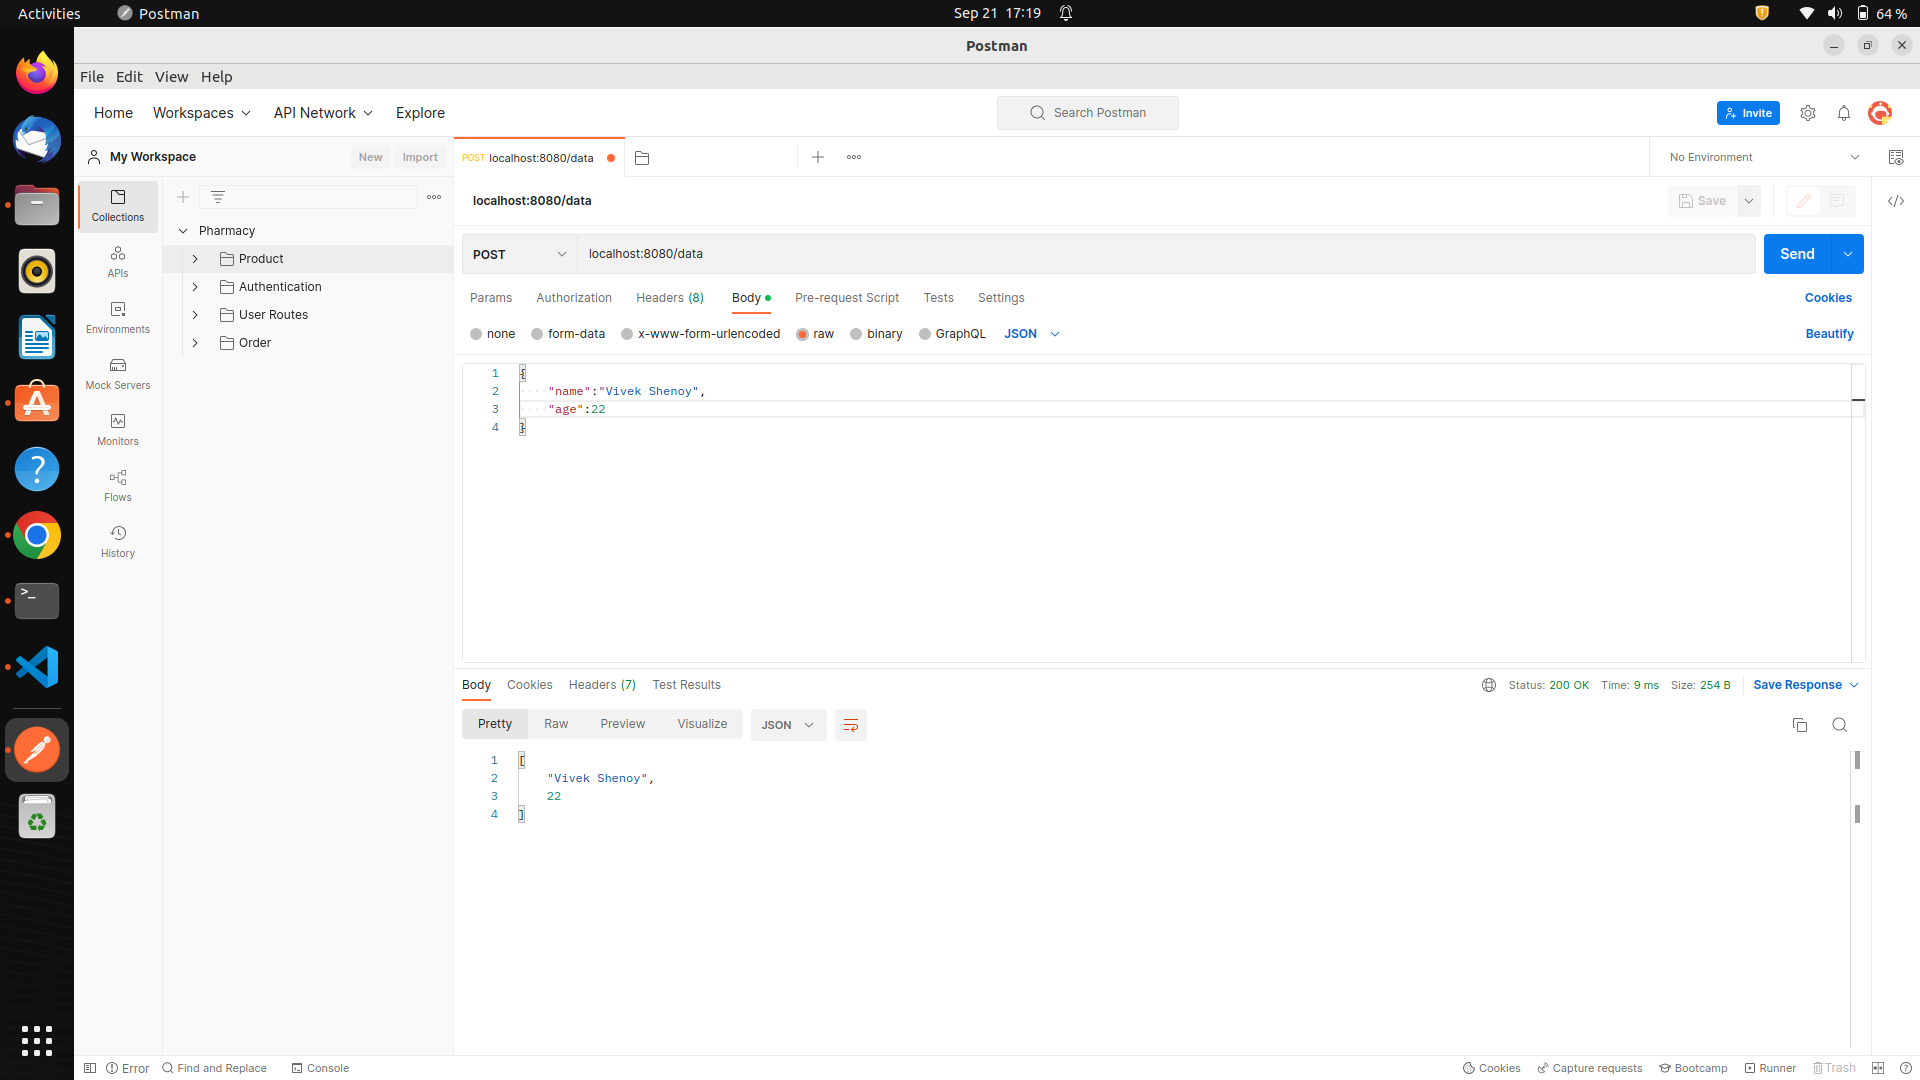 Activities Postman Sep 21 17:19 64 %
Postman
File Edit View Help
Home Workspaces API Network Explore Search Postman Invite
My Workspace New Import POST localhost:8080/data No Environment
Collections
APIs
Environments
Mock Servers
Monitors
Flows
History
Pharmacy
Product
Authentication
User Routes
Order
localhost:8080/data Save
POST localhost:8080/data Send
Params Authorization Headers (8) Body Pre-request Script Tests Settings Cookies
none form-data x-www-form-urlencoded raw binary GraphQL JSON Beautify
1 {
2 "name":"Vivek Shenoy",
3 "age":22
4 }
Body Cookies Headers (7) Test Results Status: 200 OK Time: 9 ms Size: 254 B Save Response
Pretty Raw Preview Visualize JSON
1 [
2 "Vivek Shenoy",
3 22
4 ]
Error Find and Replace Console Cookies Capture requests Bootcamp Runner Trash